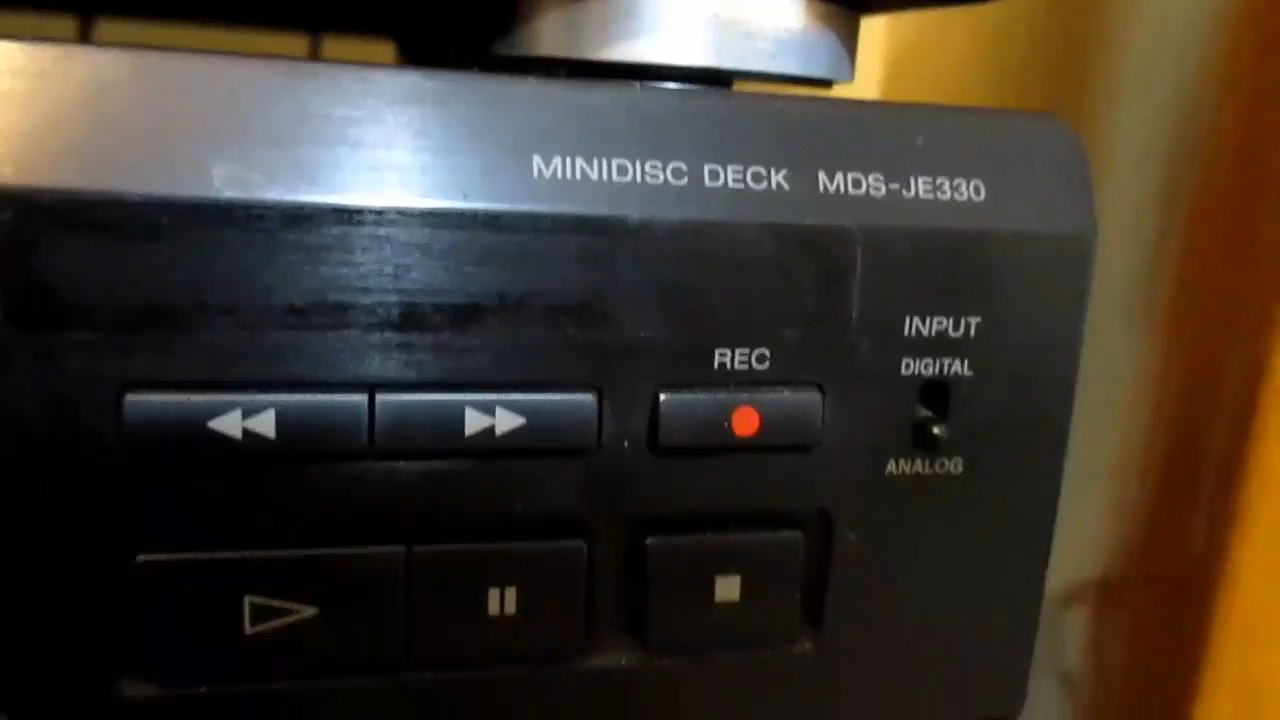 MINIDISC DECK MDS-JE330
INPUT
DIGITAL
REC
ANALOG